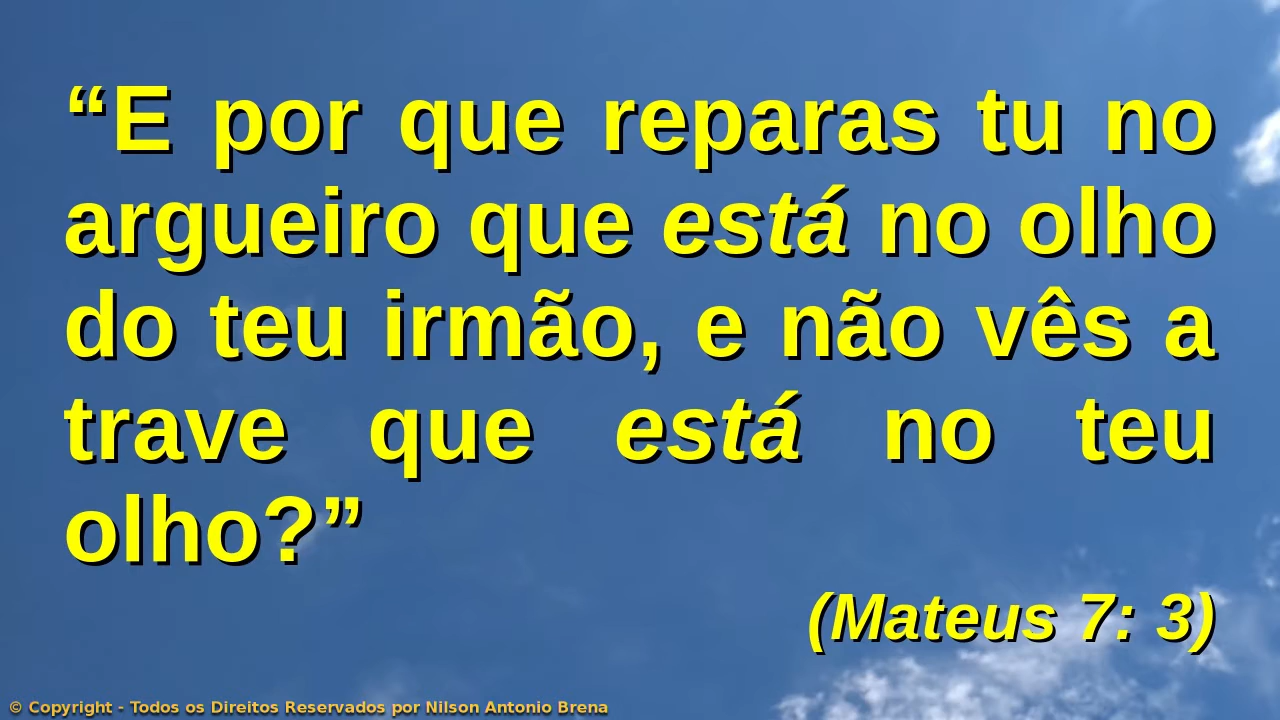 “E por que reparas tu no
argueiro que está no olho
do teu irmão, e não vês a
trave que está no teu
olho?”
(Mateus 7: 3)
© Copyright - Todos os Direitos Reservados por Nilson Antonio Brena